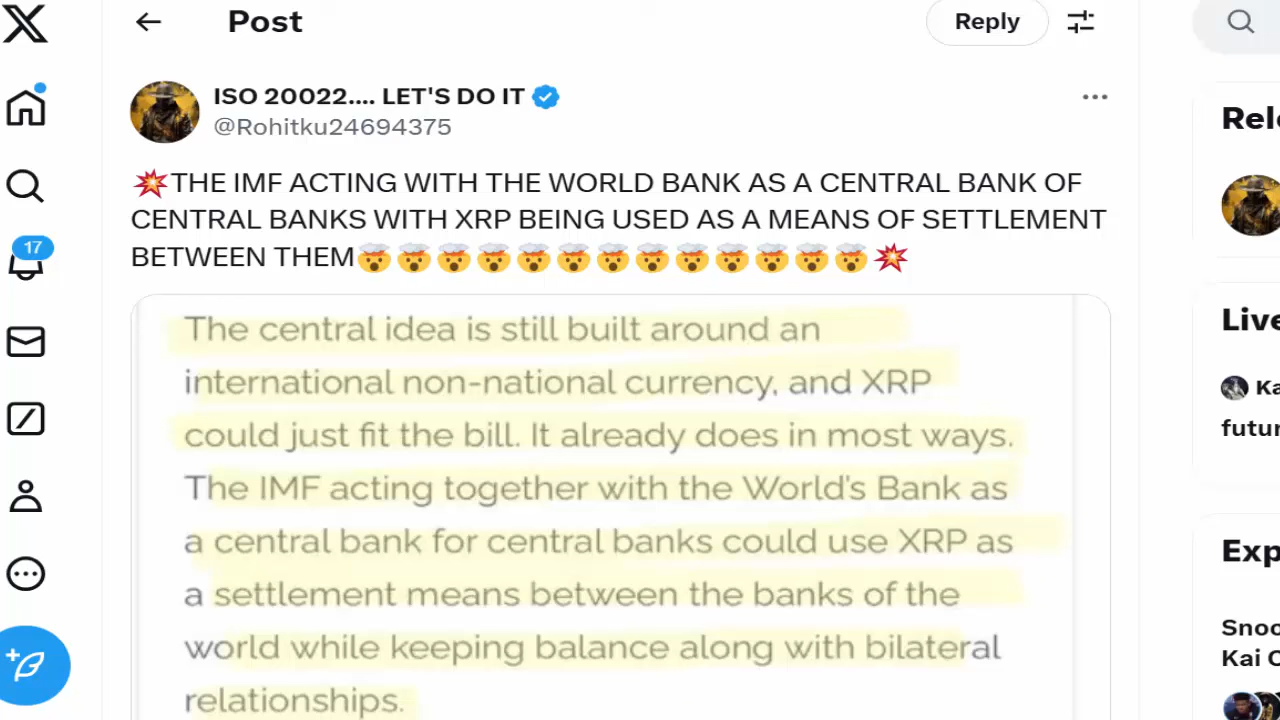 Post
Reply
ISO 20022.... LET'S DO IT
@Rohitku24694375
💥THE IMF ACTING WITH THE WORLD BANK AS A CENTRAL BANK OF
CENTRAL BANKS WITH XRP BEING USED AS A MEANS OF SETTLEMENT
BETWEEN THEM🤯🤯🤯🤯🤯🤯🤯🤯🤯🤯🤯🤯🤯💥
The central idea is still built around an
international non-national currency, and XRP
could just fit the bill. It already does in most ways.
The IMF acting together with the World's Bank as
a central bank for central banks could use XRP as
a settlement means between the banks of the
world while keeping balance along with bilateral
relationships.
17
Rel
Live
Ka
futur
Exp
Snoo
Kai C